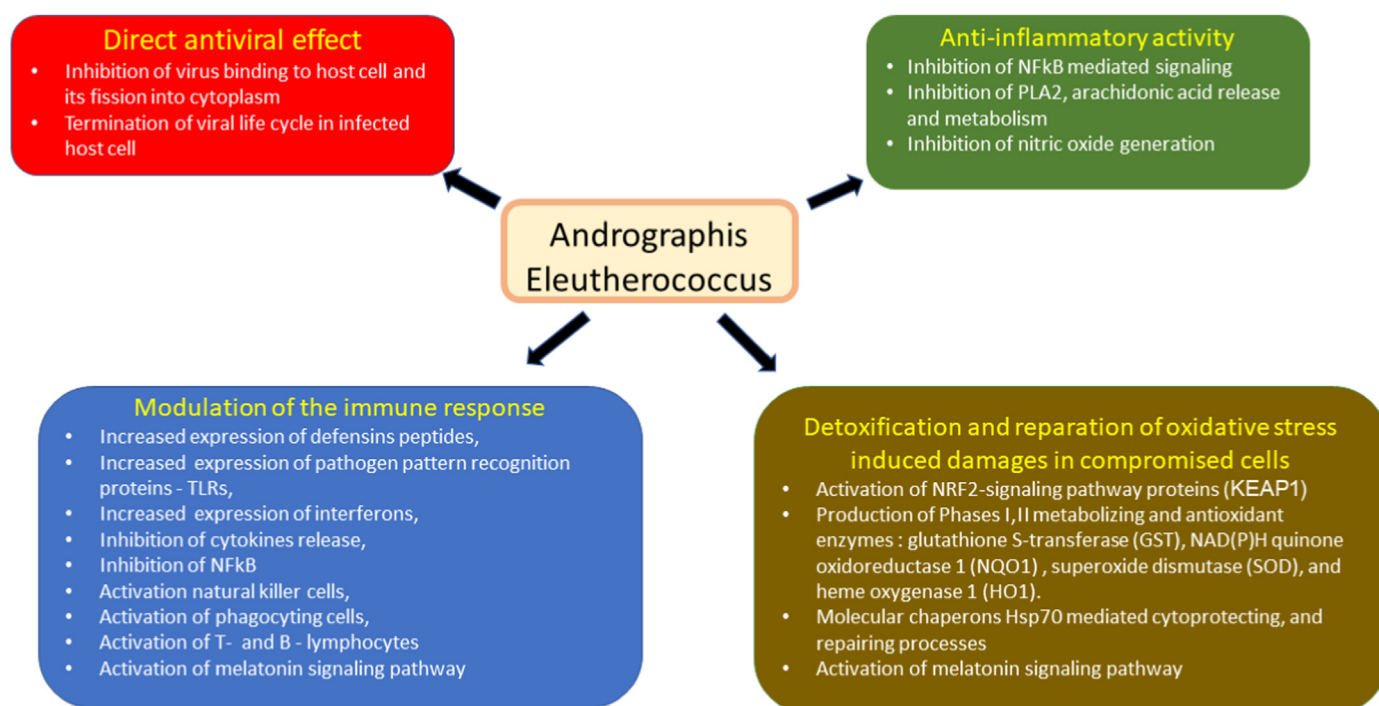 Direct antiviral effect
• Inhibition of virus binding to host cell and
its fission into cytoplasm
• Termination of viral life cycle in infected
host cell
Anti-inflammatory activity
• Inhibition of NFkB mediated signaling
• Inhibition of PLA2, arachidonic acid release
and metabolism
• Inhibition of nitric oxide generation
Andrographis
Eleutherococcus
Modulation of the immune response
• Increased expression of defensins peptides,
• Increased expression of pathogen pattern recognition
proteins - TLRs,
• Increased expression of interferons,
• Inhibition of cytokines release,
• Inhibition of NFkB
• Activation natural killer cells,
• Activation of phagocyting cells,
• Activation of T- and B - lymphocytes
• Activation of melatonin signaling pathway
Detoxification and reparation of oxidative stress
induced damages in compromised cells
• Activation of NRF2-signaling pathway proteins (KEAP1)
• Production of Phases I,II metabolizing and antioxidant
enzymes : glutathione S-transferase (GST), NAD(P)H quinone
oxidoreductase 1 (NQO1) , superoxide dismutase (SOD), and
heme oxygenase 1 (HO1).
• Molecular chaperons Hsp70 mediated cytoprotecting, and
repairing processes
• Activation of melatonin signaling pathway